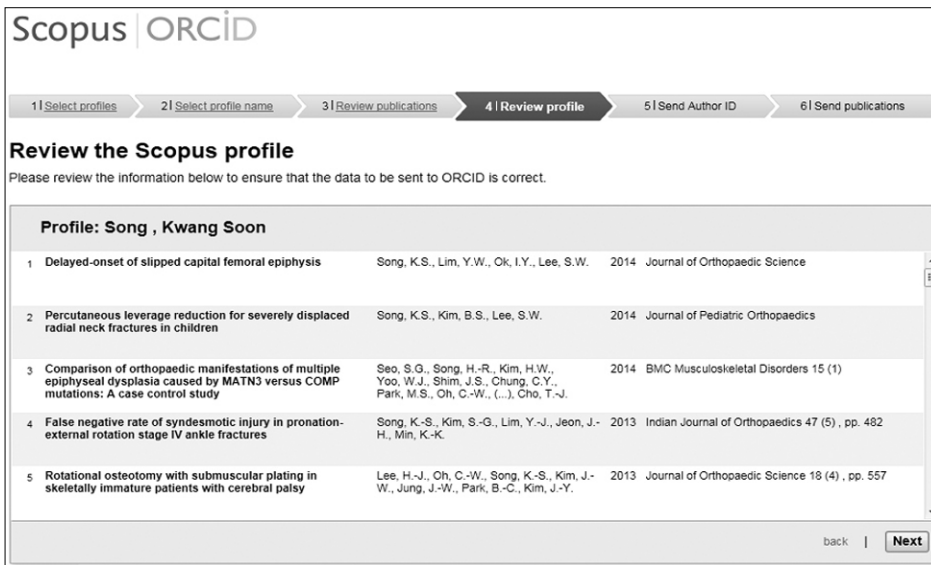 Scopus | ORCiD
1 | Select profiles 2 | Select profile name 3 | Review publications 4 | Review profile 5 | Send Author ID 6 | Send publications
Review the Scopus profile
Please review the information below to ensure that the data to be sent to ORCID is correct.
Profile: Song , Kwang Soon
1 Delayed-onset of slipped capital femoral epiphysis Song, K.S., Lim, Y.W., Ok, I.Y., Lee, S.W. 2014 Journal of Orthopaedic Science
2 Percutaneous leverage reduction for severely displaced Song, K.S., Kim, B.S., Lee, S.W. 2014 Journal of Pediatric Orthopaedics
radial neck fractures in children
3 Comparison of orthopaedic manifestations of multiple Seo, S.G., Song, H.-R., Kim, H.W., 2014 BMC Musculoskeletal Disorders 15 (1)
epiphyseal dysplasia caused by MATN3 versus COMP Yoo, W.J., Shim, J.S., Chung, C.Y.,
mutations: A case control study Park, M.S., Oh, C.-W., (...), Cho, T.-J.
4 False negative rate of syndesmotic injury in pronation- Song, K.-S., Kim, S.-G., Lim, Y.-J., Jeon, J.- 2013 Indian Journal of Orthopaedics 47 (5) , pp. 482
external rotation stage IV ankle fractures H., Min, K.-K.
5 Rotational osteotomy with submuscular plating in Lee, H.-J., Oh, C.-W., Song, K.-S., Kim, J.- 2013 Journal of Orthopaedic Science 18 (4) , pp. 557
skeletally immature patients with cerebral palsy W., Jung, J.-W., Park, B.-C., Kim, J.-Y.
back | Next